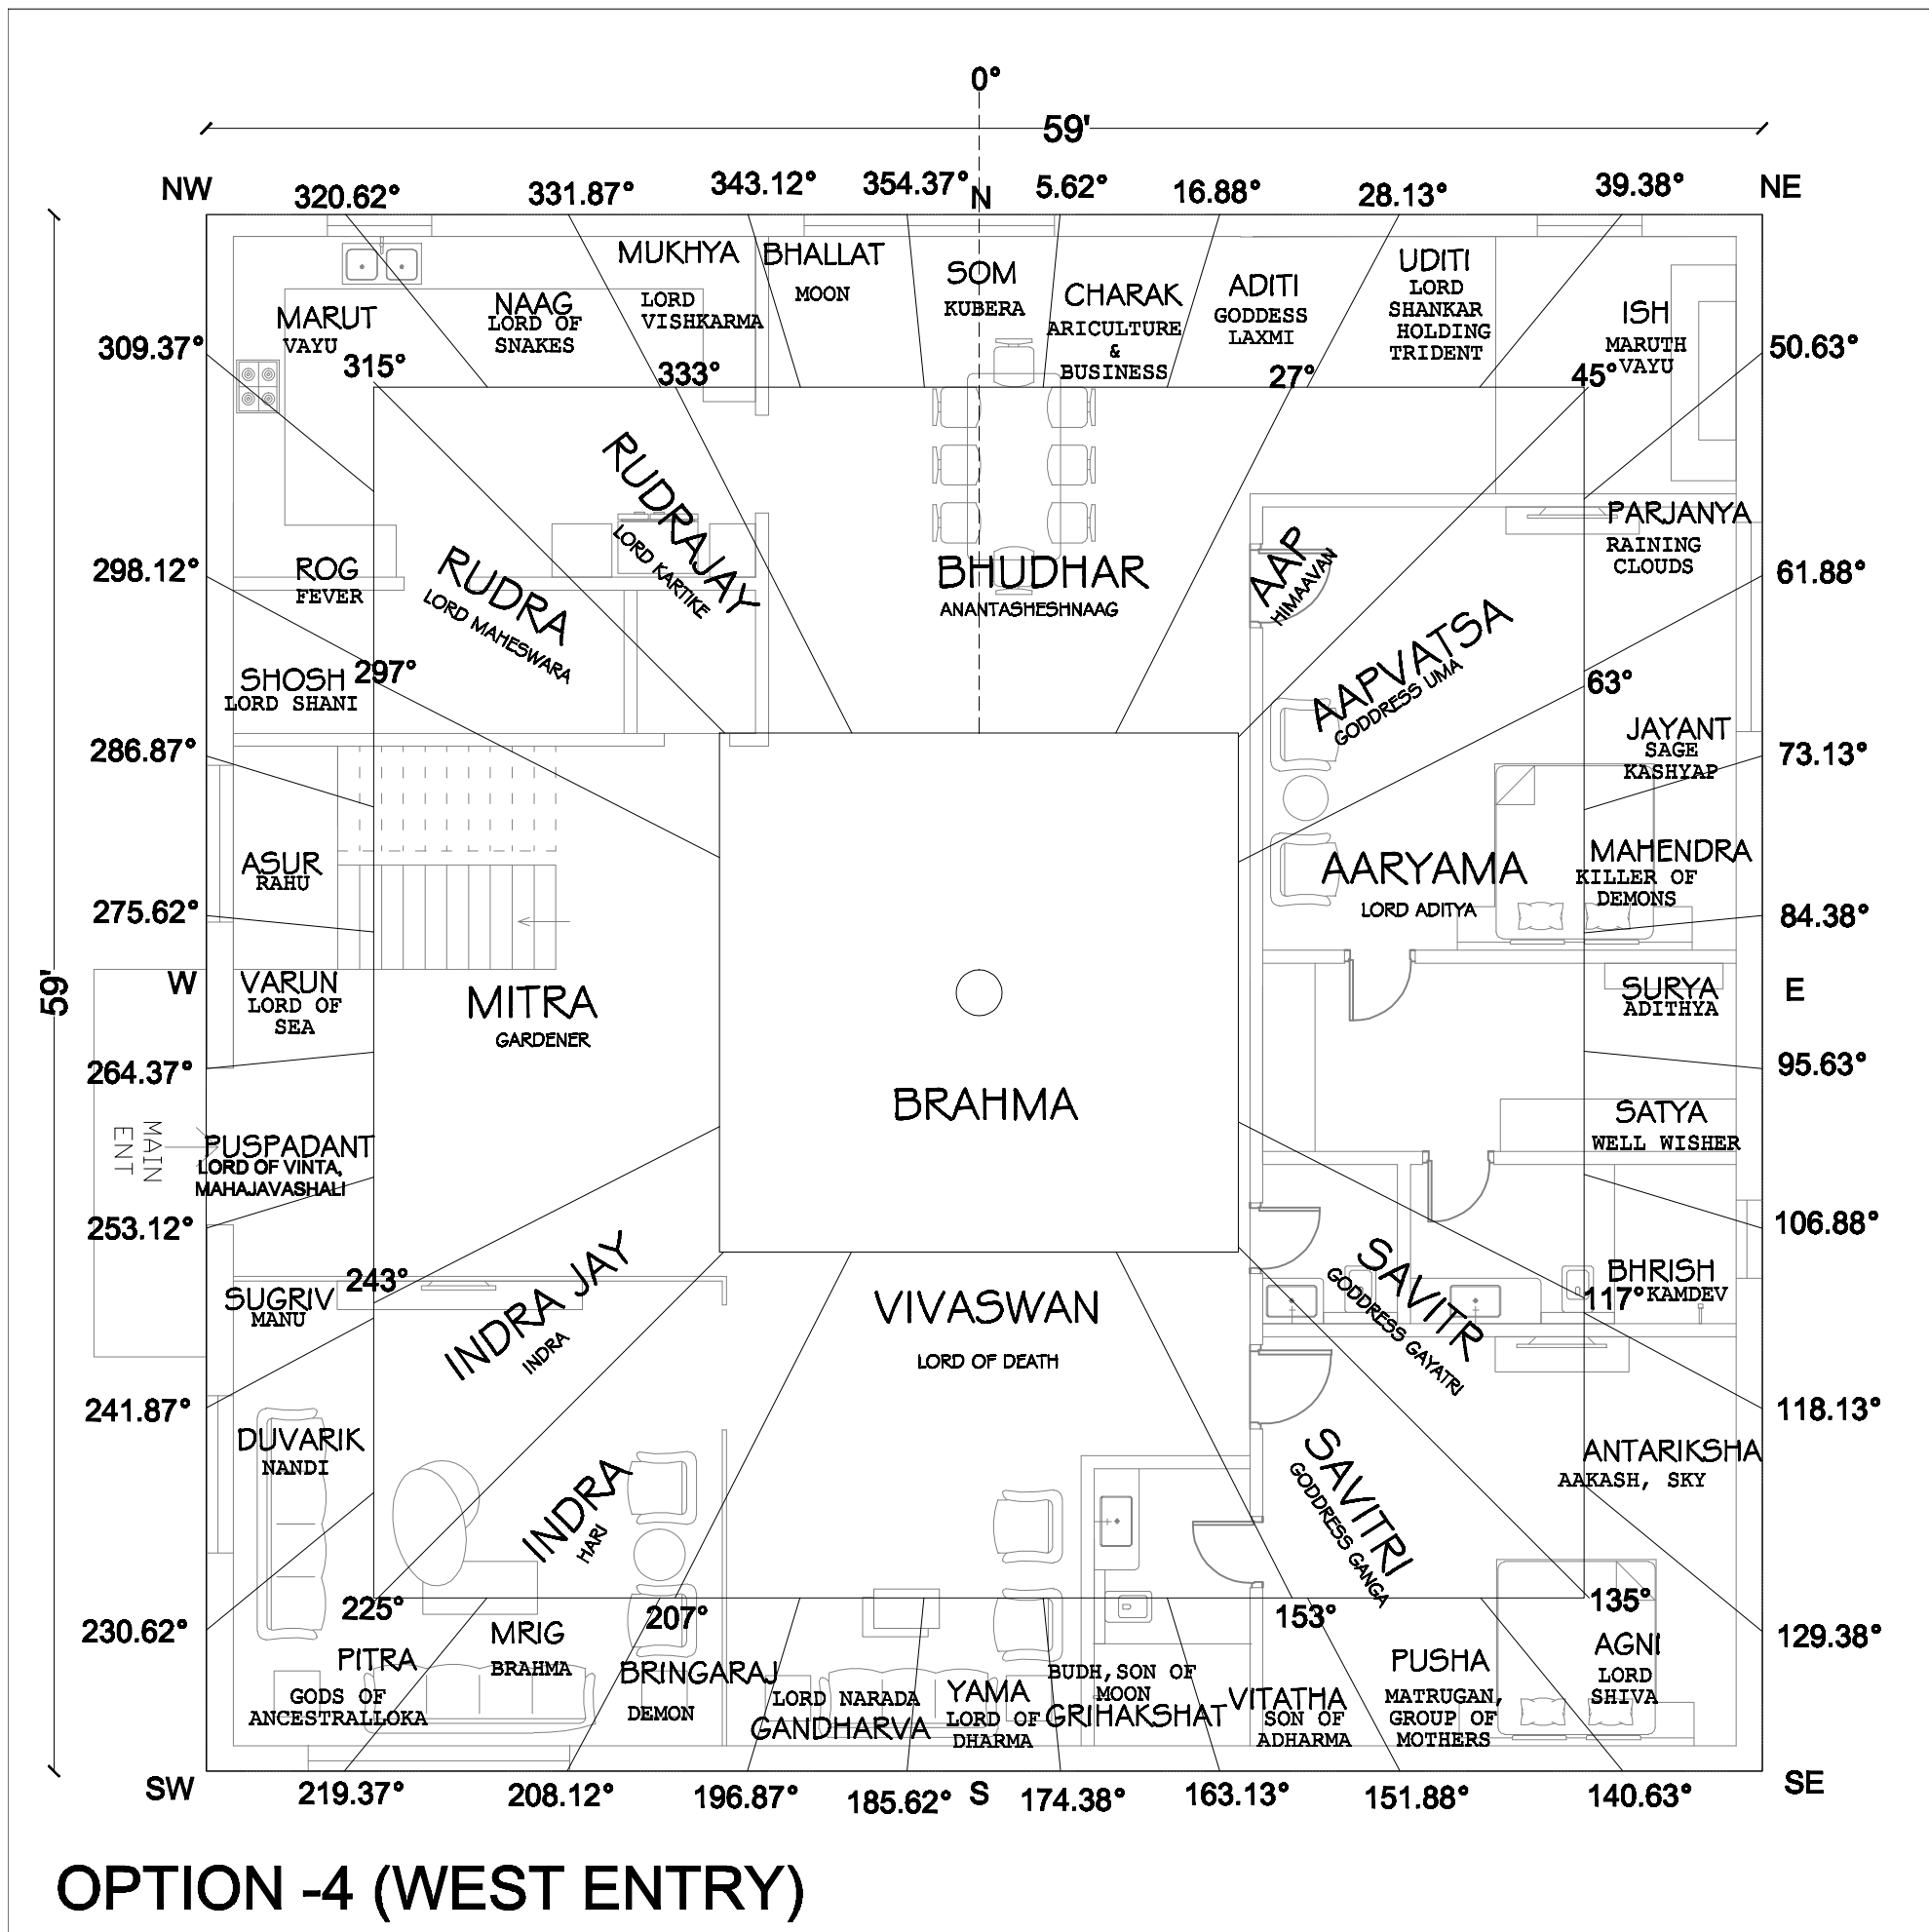 0°
59'
NW
320.62°
331.87°
343.12°
354.37°
N
5.62°
16.88°
28.13°
39.38°
NE
MUKHYA
LORD
VISHKARMA
BHALLAT
MOON
SOM
KUBERA
CHARAK
ARICULTURE
&
BUSINESS
ADITI
GODDESS
LAXMI
UDITI
LORD
SHANKAR
HOLDING
TRIDENT
ISH
MARUTH
VAYU
MARUT
VAYU
NAAG
LORD OF
SNAKES
309.37°
50.63°
315°
333°
27°
45°
RUDRAJAY
LORD KARTIKE
RUDRA
LORD MAHESWARA
BHUDHAR
ANANTASHESHNAAG
AAP
HIMAAVAN
PARJANYA
RAINING
CLOUDS
298.12°
ROG
FEVER
61.88°
AAPVATSA
GODDRESS UMA
SHOSH
LORD SHANI
297°
63°
286.87°
JAYANT
SAGE
KASHYAP
73.13°
ASUR
RAHU
AARYAMA
LORD ADITYA
MAHENDRA
KILLER OF
DEMONS
275.62°
84.38°
59'
W
VARUN
LORD OF
SEA
MITRA
GARDENER
SURYA
ADITHYA
E
264.37°
95.63°
BRAHMA
MAIN
ENT
PUSPADANT
LORD OF VINTA,
MAHAJAVASHALI
SATYA
WELL WISHER
253.12°
106.88°
SUGRIV
MANU
243°
INDRA JAY
INDRA
VIVASWAN
LORD OF DEATH
SAVITR
GODDRESS GAYATRI
BHRISH
117°
KAMDEV
241.87°
118.13°
DUVARIK
NANDI
INDRA
HARI
SAVITRI
GODDRESS GANGA
ANTARIKSHA
AAKASH, SKY
230.62°
225°
207°
153°
135°
129.38°
PITRA
GODS OF
ANCESTRALLOKA
MRIG
BRAHMA
BRINGARAJ
DEMON
LORD NARADA
GANDHARVA
YAMA
LORD OF
DHARMA
BUDH, SON OF
MOON
GRIHAKSHAT
VITATHA
SON OF
ADHARMA
PUSHA
MATRUGAN,
GROUP OF
MOTHERS
AGNI
LORD
SHIVA
SW
219.37°
208.12°
196.87°
185.62°
S
174.38°
163.13°
151.88°
140.63°
SE
OPTION -4 (WEST ENTRY)